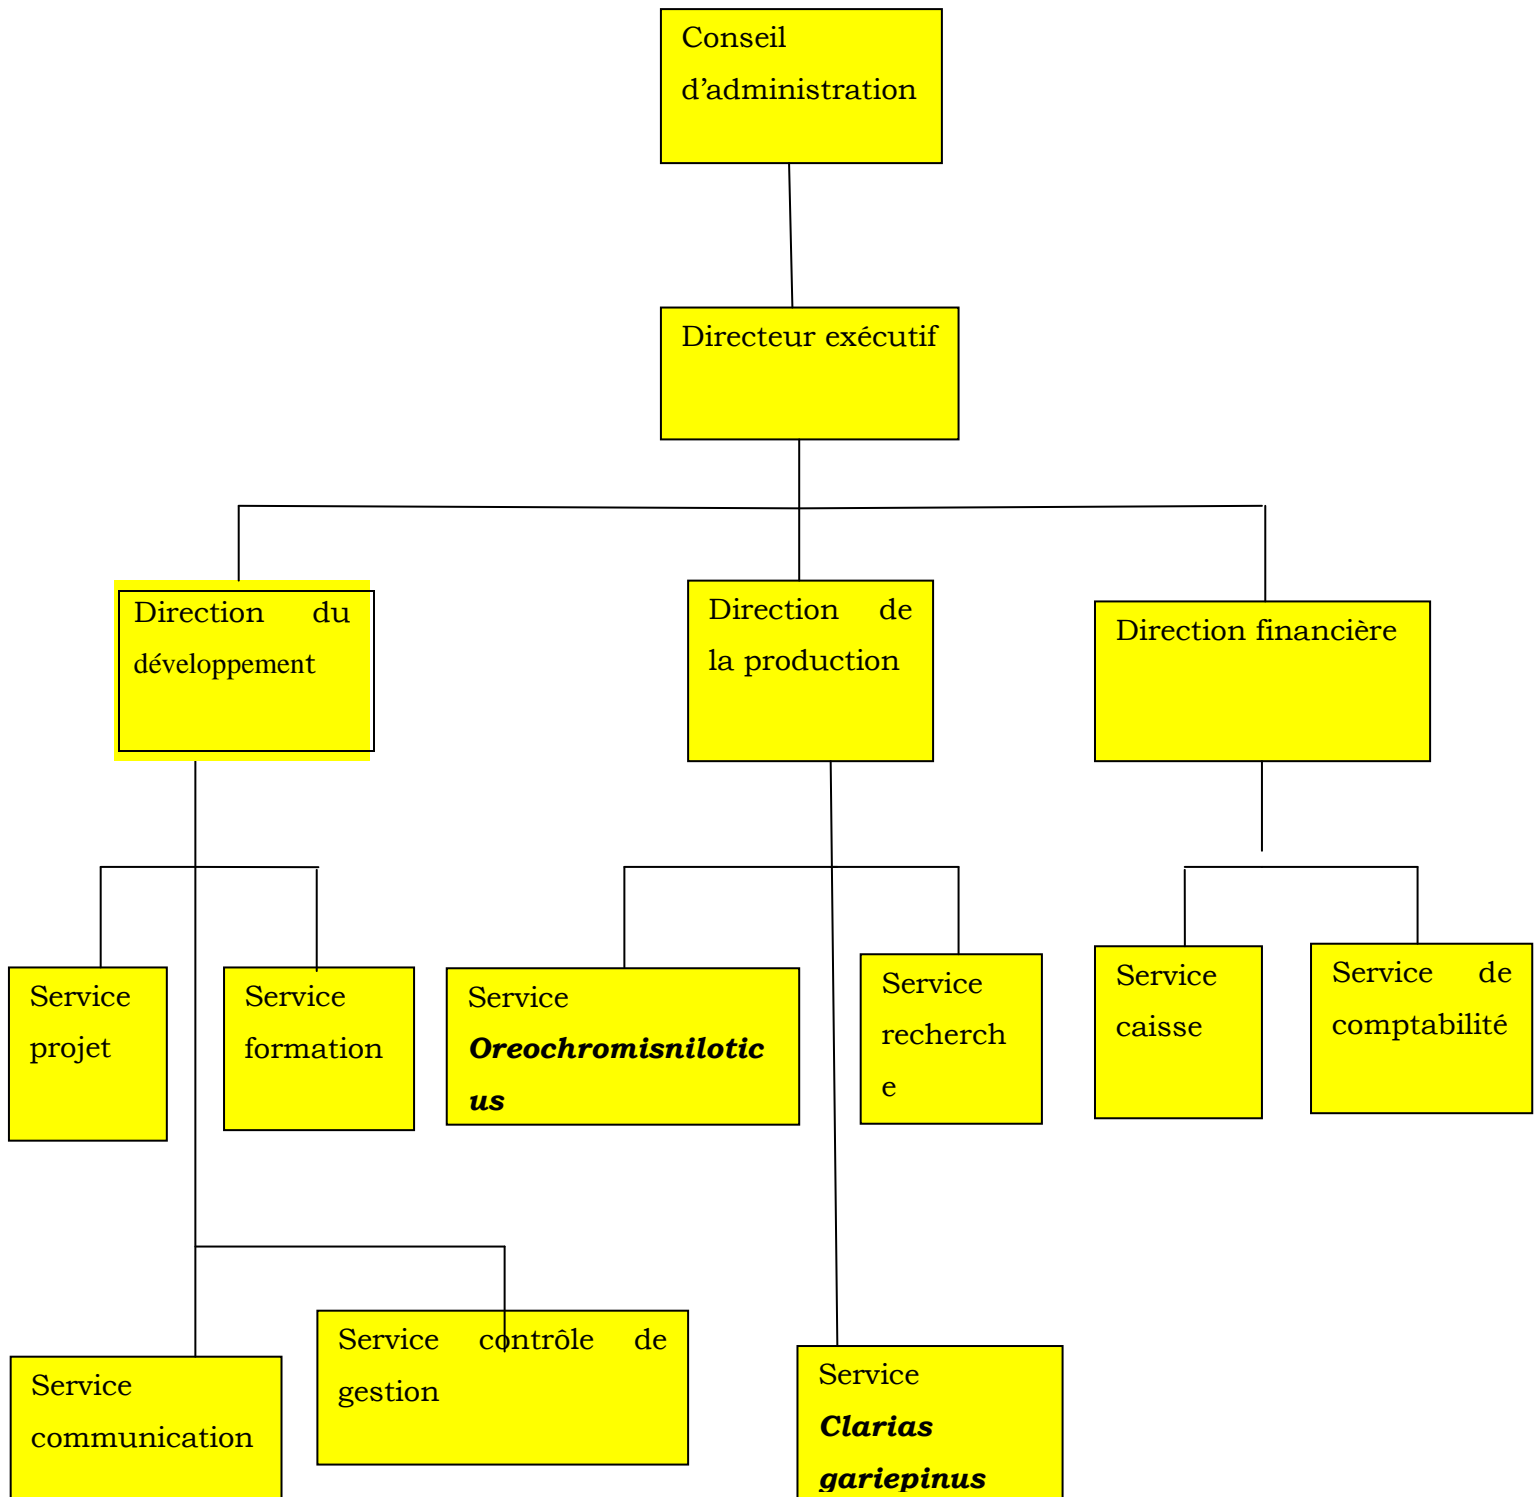 Conseil
d’administration
Directeur exécutif
Direction du
développement
Direction de
la production
Direction financière
Service
projet
Service
formation
Service
Oreochromisnilotic
us
Service
recherch
e
Service
caisse
Service de
comptabilité
Service
communication
Service contrôle de
gestion
Service
Clarias
gariepinus